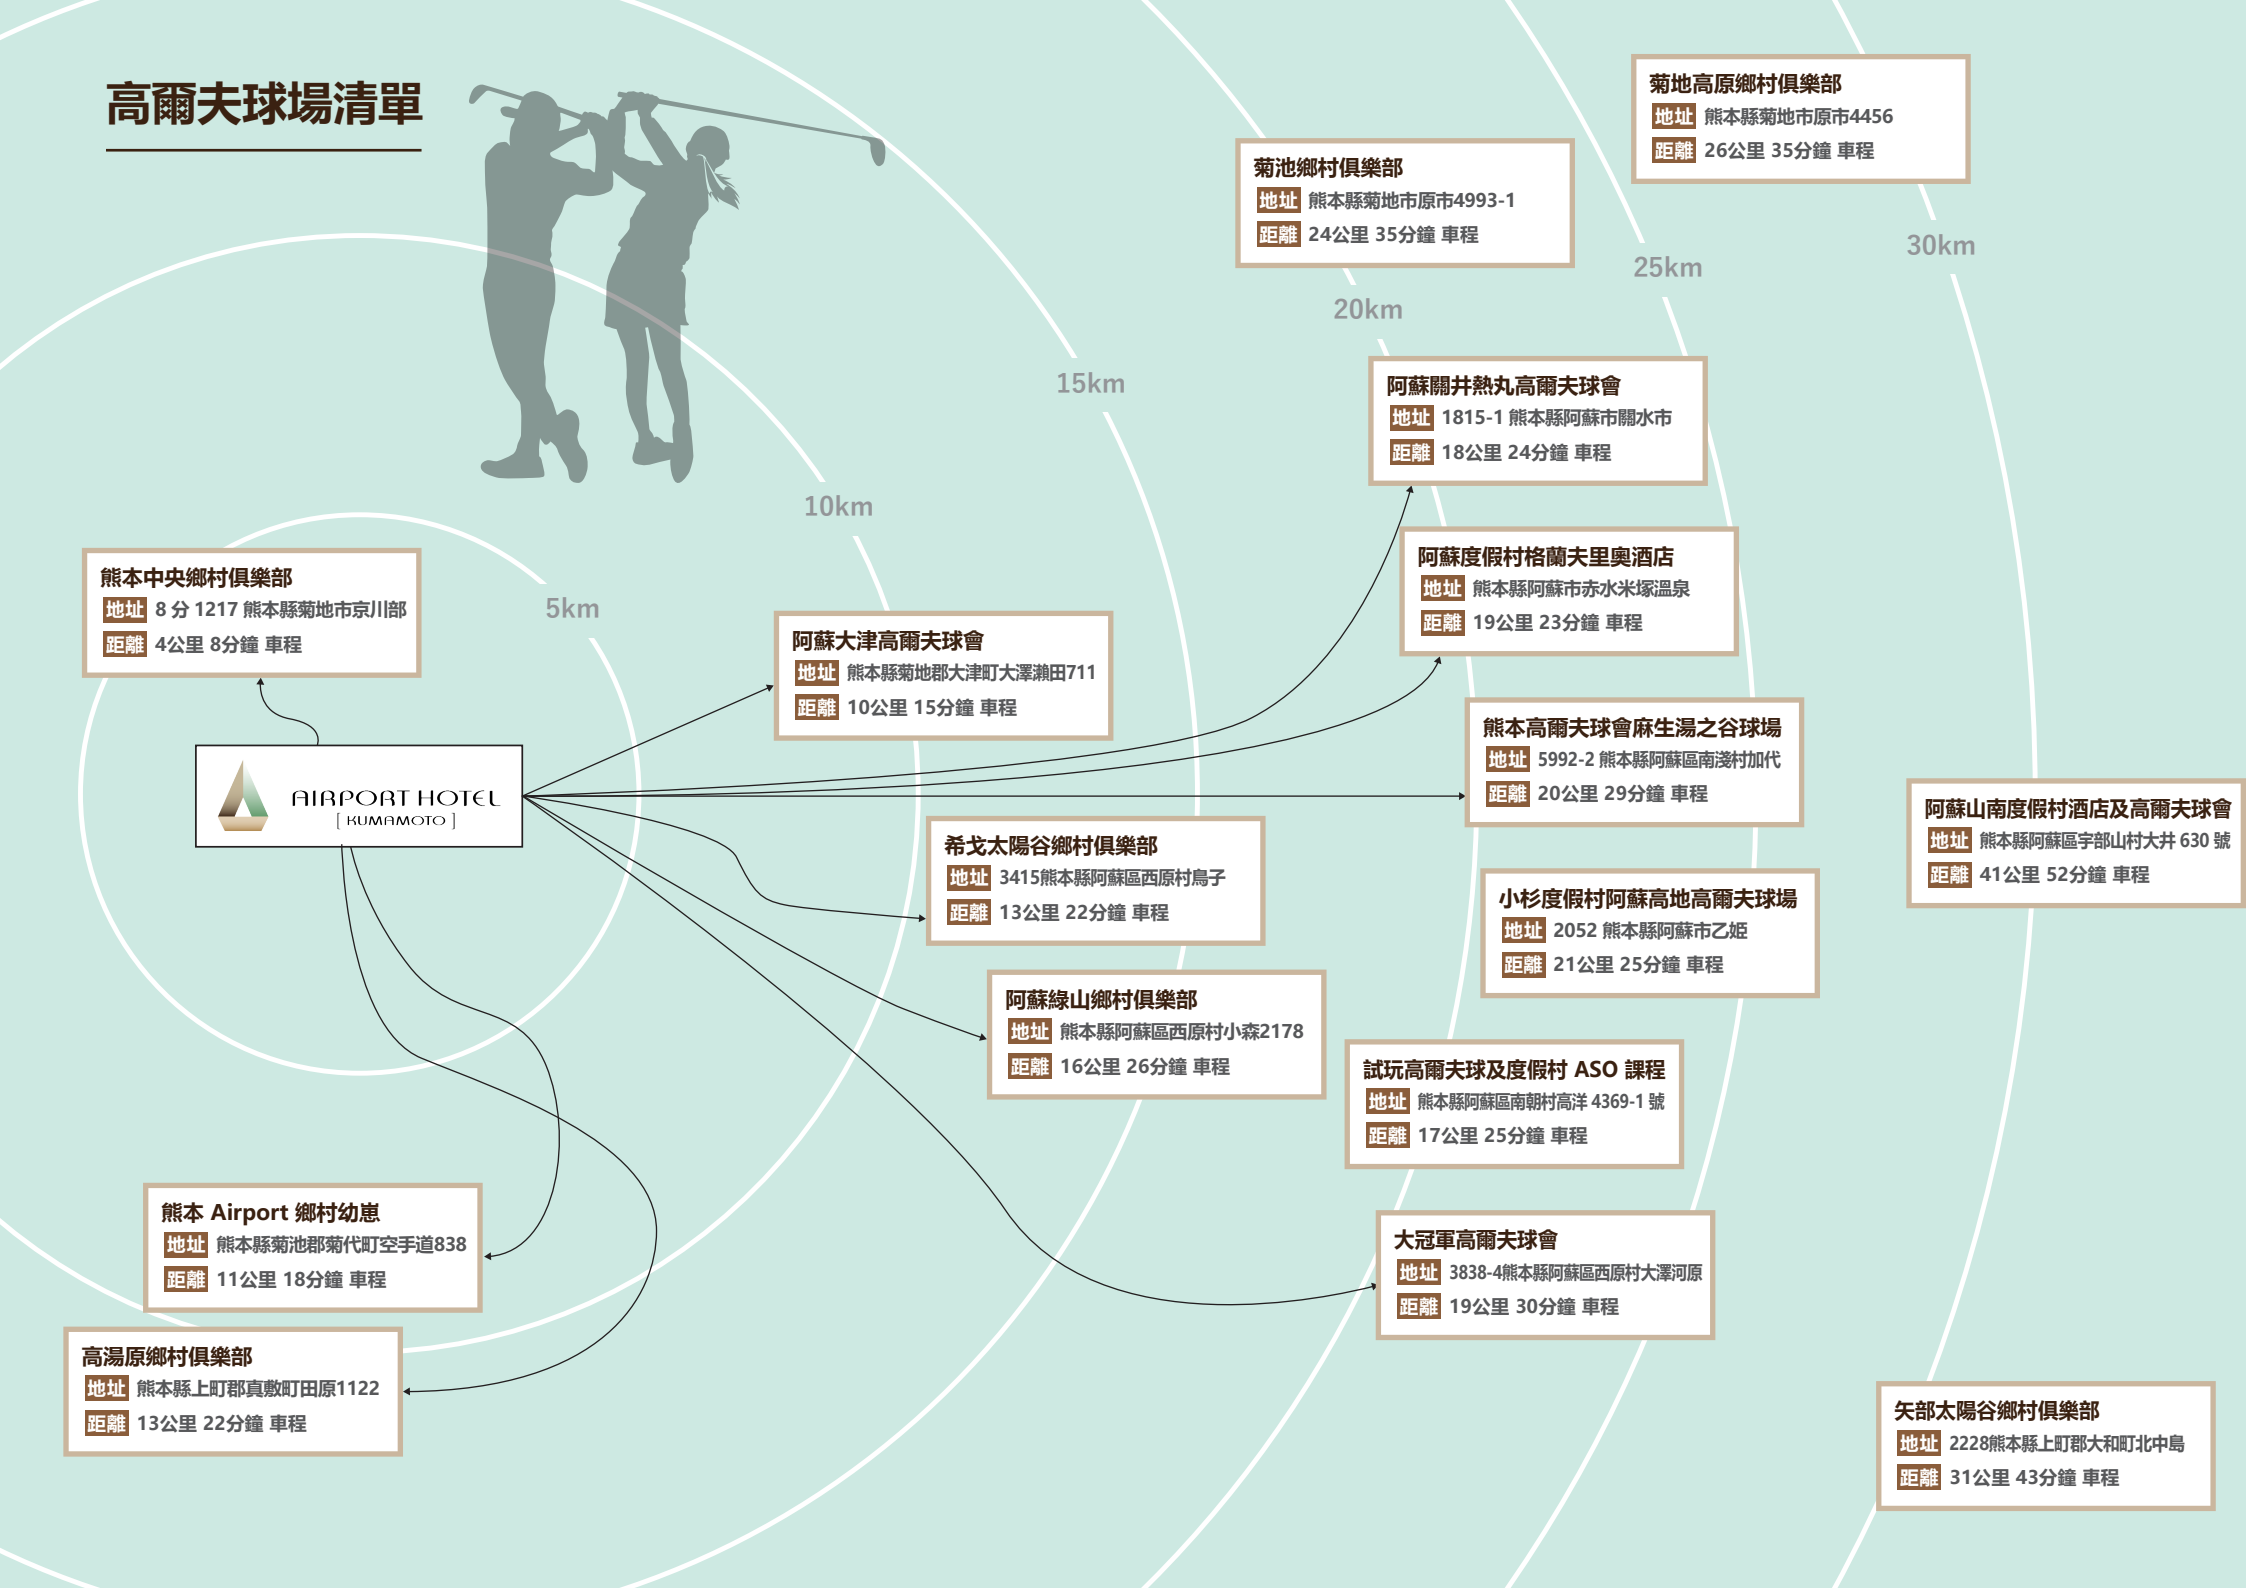 高爾夫球場清單
菊地高原鄉村俱樂部
地址 熊本縣菊地市原市4456
距離 26公里 35分鐘 車程
菊池鄉村俱樂部
地址 熊本縣菊地市原市4993-1
距離 24公里 35分鐘 車程
30km
25km
20km
15km
10km
5km
阿蘇關井熱丸高爾夫球會
地址 1815-1 熊本縣阿蘇市關水市
距離 18公里 24分鐘 車程
阿蘇度假村格蘭夫里奧酒店
地址 熊本縣阿蘇市赤水米塚溫泉
距離 19公里 23分鐘 車程
熊本中央鄉村俱樂部
地址 8 分 1217 熊本縣菊地市京川部
距離 4公里 8分鐘 車程
阿蘇大津高爾夫球會
地址 熊本縣菊地郡大津町大澤瀨田711
距離 10公里 15分鐘 車程
熊本高爾夫球會麻生湯之谷球場
地址 5992-2 熊本縣阿蘇區南淺村加代
距離 20公里 29分鐘 車程
AIRPORT HOTEL
[ KUMAMOTO ]
阿蘇山南度假村酒店及高爾夫球會
地址 熊本縣阿蘇區宇部山村大井 630 號
距離 41公里 52分鐘 車程
希戈太陽谷鄉村俱樂部
地址 3415熊本縣阿蘇區西原村鳥子
距離 13公里 22分鐘 車程
小杉度假村阿蘇高地高爾夫球場
地址 2052 熊本縣阿蘇市乙姬
距離 21公里 25分鐘 車程
阿蘇綠山鄉村俱樂部
地址 熊本縣阿蘇區西原村小森2178
距離 16公里 26分鐘 車程
試玩高爾夫球及度假村 ASO 課程
地址 熊本縣阿蘇區南朝村高洋 4369-1 號
距離 17公里 25分鐘 車程
熊本 Airport 鄉村幼崽
地址 熊本縣菊池郡菊代町空手道838
距離 11公里 18分鐘 車程
大冠軍高爾夫球會
地址 3838-4熊本縣阿蘇區西原村大澤河原
距離 19公里 30分鐘 車程
高湯原鄉村俱樂部
地址 熊本縣上町郡真敷町田原1122
距離 13公里 22分鐘 車程
矢部太陽谷鄉村俱樂部
地址 2228熊本縣上町郡大和町北中島
距離 31公里 43分鐘 車程